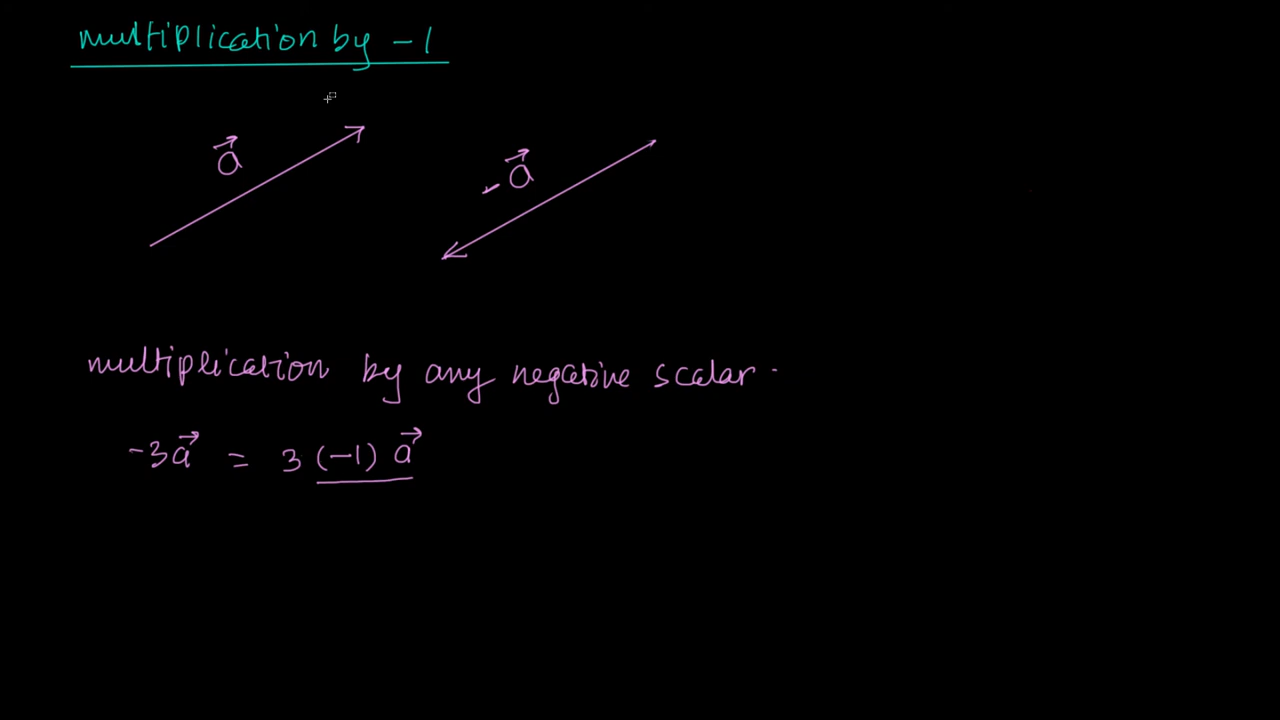 multiplication by -1
a⃗
-a⃗
multiplication by any negative scalar.
-3a⃗ = 3 (-1) a⃗